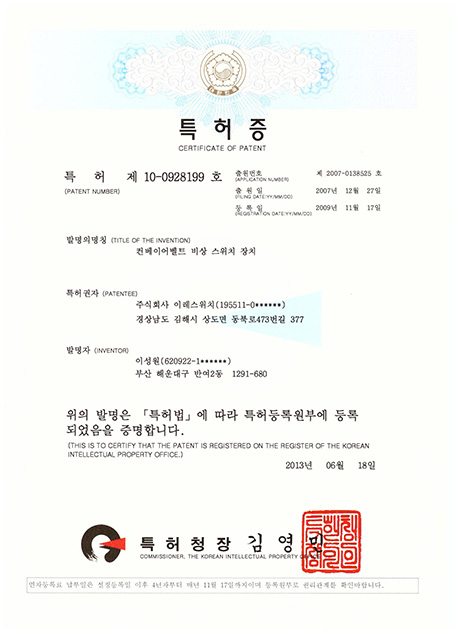 특허증
CERTIFICATE OF PATENT
특 허 제 10-0928199 호
(PATENT NUMBER)
출원번호 제 2007-0138525 호
(APPLICATION NUMBER)
출 원 일 2007년 12월 27일
(FILING DATE:YY/MM/DD)
등 록 일 2009년 11월 17일
(REGISTRATION DATE:YY/MM/DD)
발명의명칭 (TITLE OF THE INVENTION)
컨베이어벨트 비상 스위치 장치
특허권자 (PATENTEE)
주식회사 이레스위치(195511-0******)
경상남도 김해시 상도면 동북로473번길 377
발명자 (INVENTOR)
이성원(620922-1******)
부산 해운대구 반여2동 1291-680
위의 발명은 「특허법」에 따라 특허등록원부에 등록
되었음을 증명합니다.
(THIS IS TO CERTIFY THAT THE PATENT IS REGISTERED ON THE REGISTER OF THE KOREAN
INTELLECTUAL PROPERTY OFFICE.)
2013년 06월 18일
특허청장 김영민
COMMISSIONER, THE KOREAN INTELLECTUAL PROPERTY OFFICE
연차등록료 납부일은 설정등록일 이후 4년차부터 매년 11월 17일까지이며 등록원부로 권리관계를 확인바랍니다.